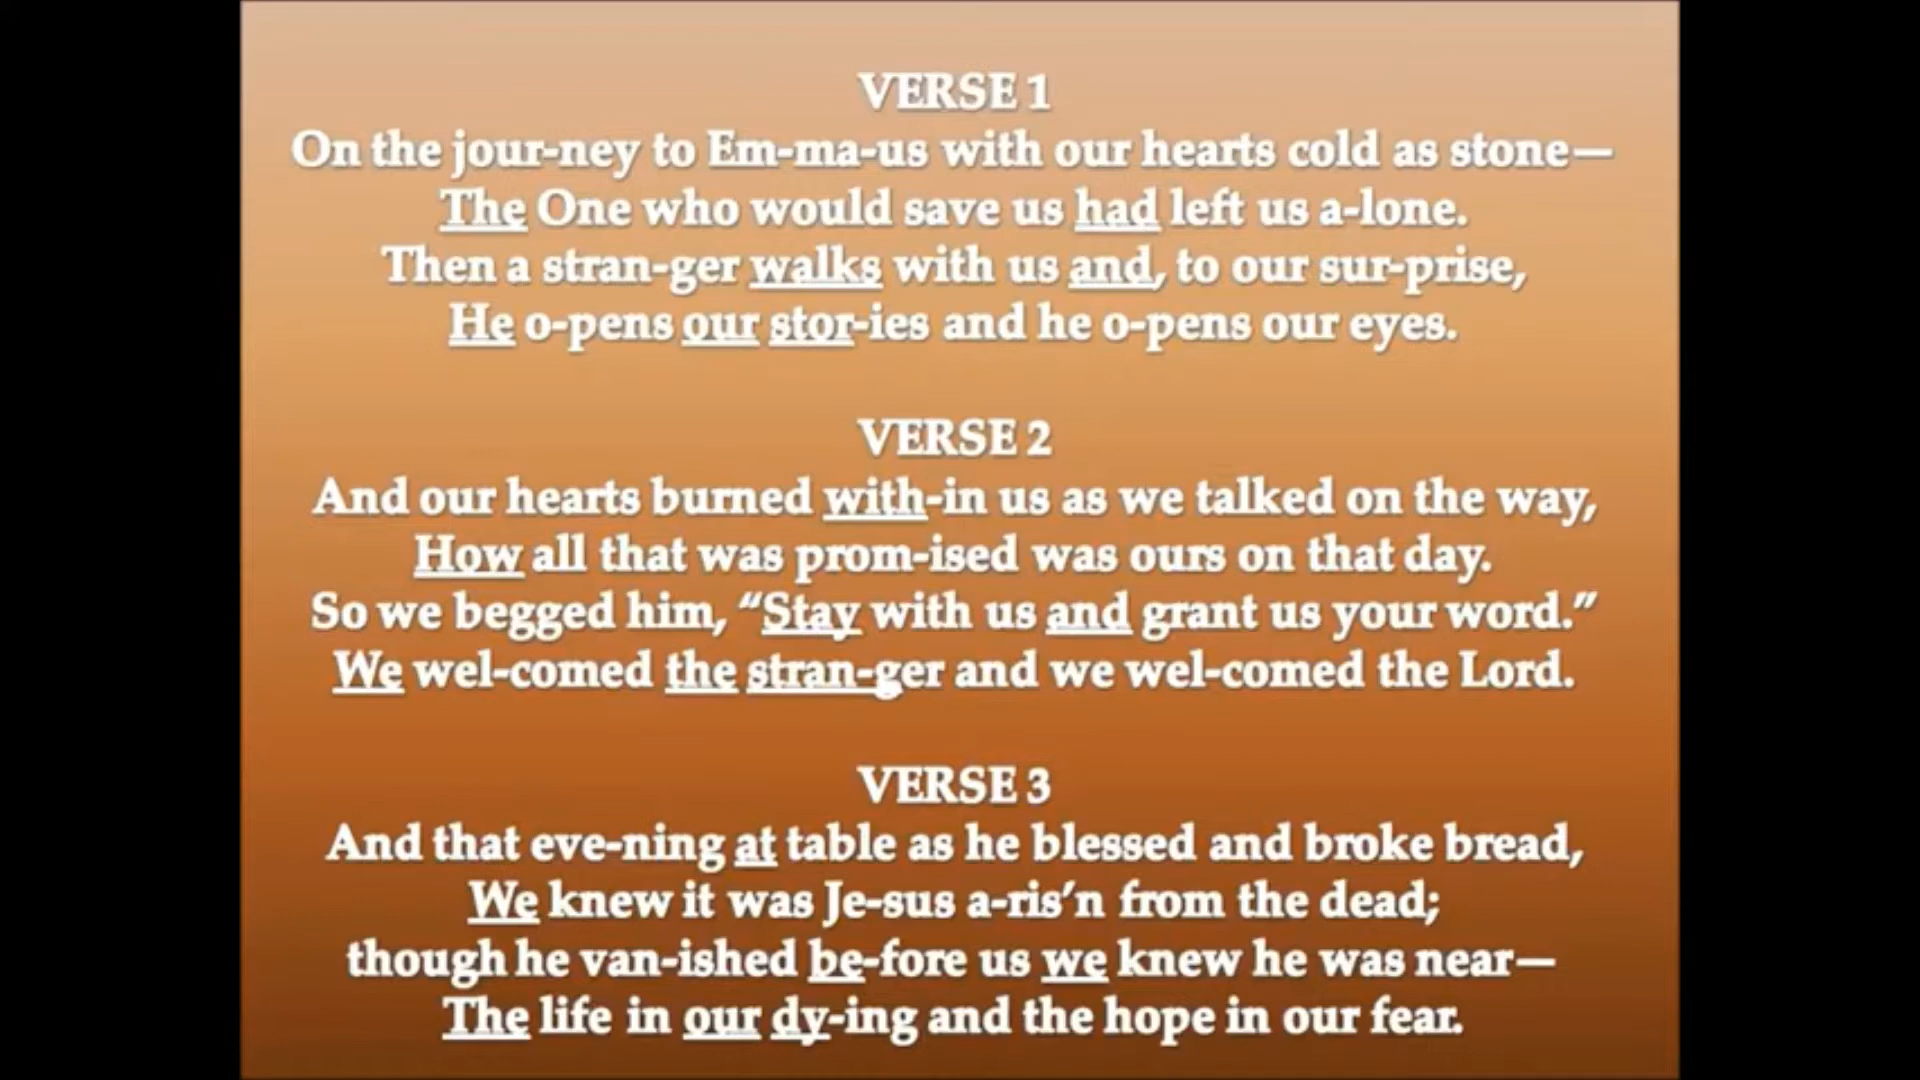 VERSE 1
On the jour-ney to Em-ma-us with our hearts cold as stone—
The One who would save us had left us a-lone.
Then a stran-ger walks with us and, to our sur-prise,
He o-pens our stor-ies and he o-pens our eyes.
VERSE 2
And our hearts burned with-in us as we talked on the way,
How all that was prom-ised was ours on that day.
So we begged him, “Stay with us and grant us your word.”
We wel-comed the stran-ger and we wel-comed the Lord.
VERSE 3
And that eve-ning at table as he blessed and broke bread,
We knew it was Je-sus a-ris’n from the dead;
though he van-ished be-fore us we knew he was near—
The life in our dy-ing and the hope in our fear.